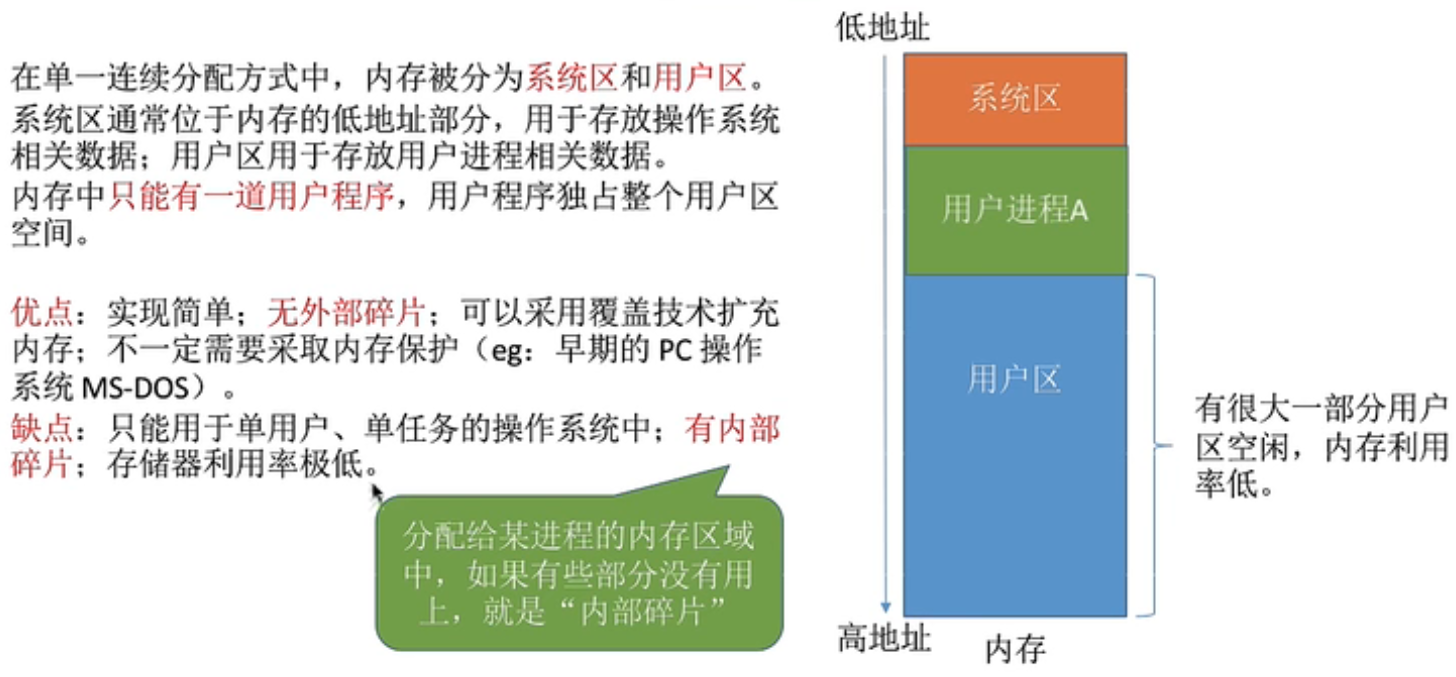 在单一连续分配方式中，内存被分为系统区和用户区。
系统区通常位于内存的低地址部分，用于存放操作系统
相关数据；用户区用于存放用户进程相关数据。
内存中只能有一道用户程序，用户程序独占整个用户区
空间。
优点：实现简单；无外部碎片；可以采用覆盖技术扩充
内存；不一定需要采取内存保护（eg：早期的 PC 操作
系统 MS-DOS）。
缺点：只能用于单用户、单任务的操作系统中；有内部
碎片；存储器利用率极低。
分配给某进程的内存区域
中，如果有些部分没有用
上，就是“内部碎片”
低地址
系统区
用户进程A
用户区
有很大一部分用户
区空闲，内存利用
率低。
高地址
内存